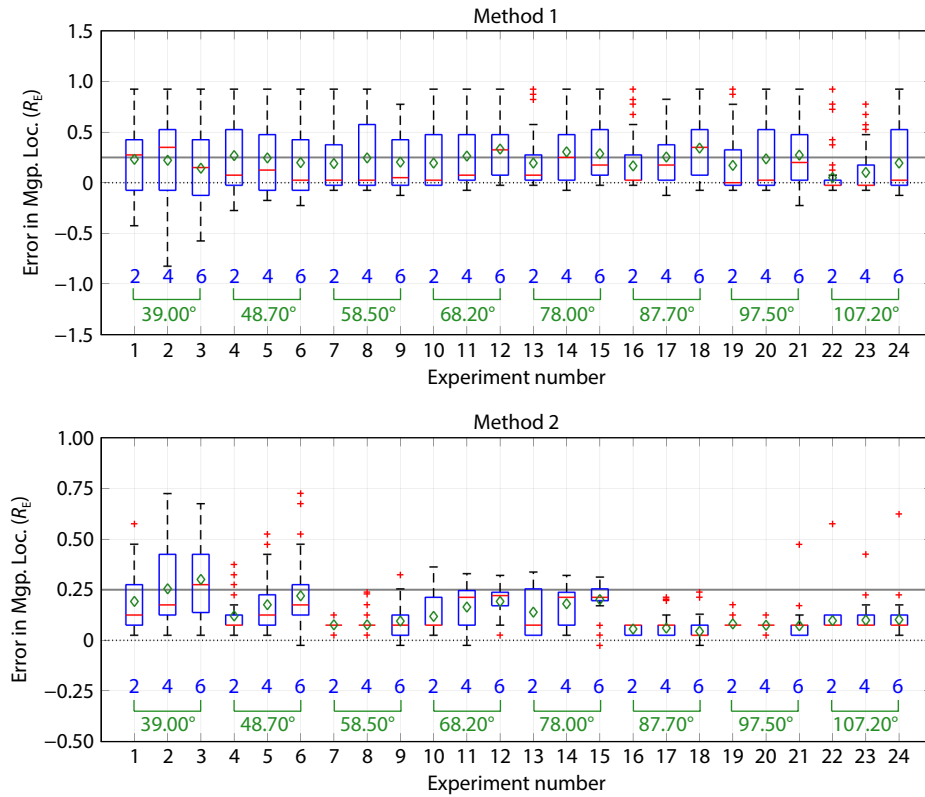 Method 1
1.5
1.0
0.5
0
−0.5
−1.0
−1.5
Error in Mgp. Loc. (RE)
2 4 6 2 4 6 2 4 6 2 4 6 2 4 6 2 4 6 2 4 6 2 4 6
39.00° 48.70° 58.50° 68.20° 78.00° 87.70° 97.50° 107.20°
1 2 3 4 5 6 7 8 9 10 11 12 13 14 15 16 17 18 19 20 21 22 23 24
Experiment number
Method 2
1.00
0.75
0.50
0.25
0
−0.25
−0.50
Error in Mgp. Loc. (RE)
2 4 6 2 4 6 2 4 6 2 4 6 2 4 6 2 4 6 2 4 6 2 4 6
39.00° 48.70° 58.50° 68.20° 78.00° 87.70° 97.50° 107.20°
1 2 3 4 5 6 7 8 9 10 11 12 13 14 15 16 17 18 19 20 21 22 23 24
Experiment number